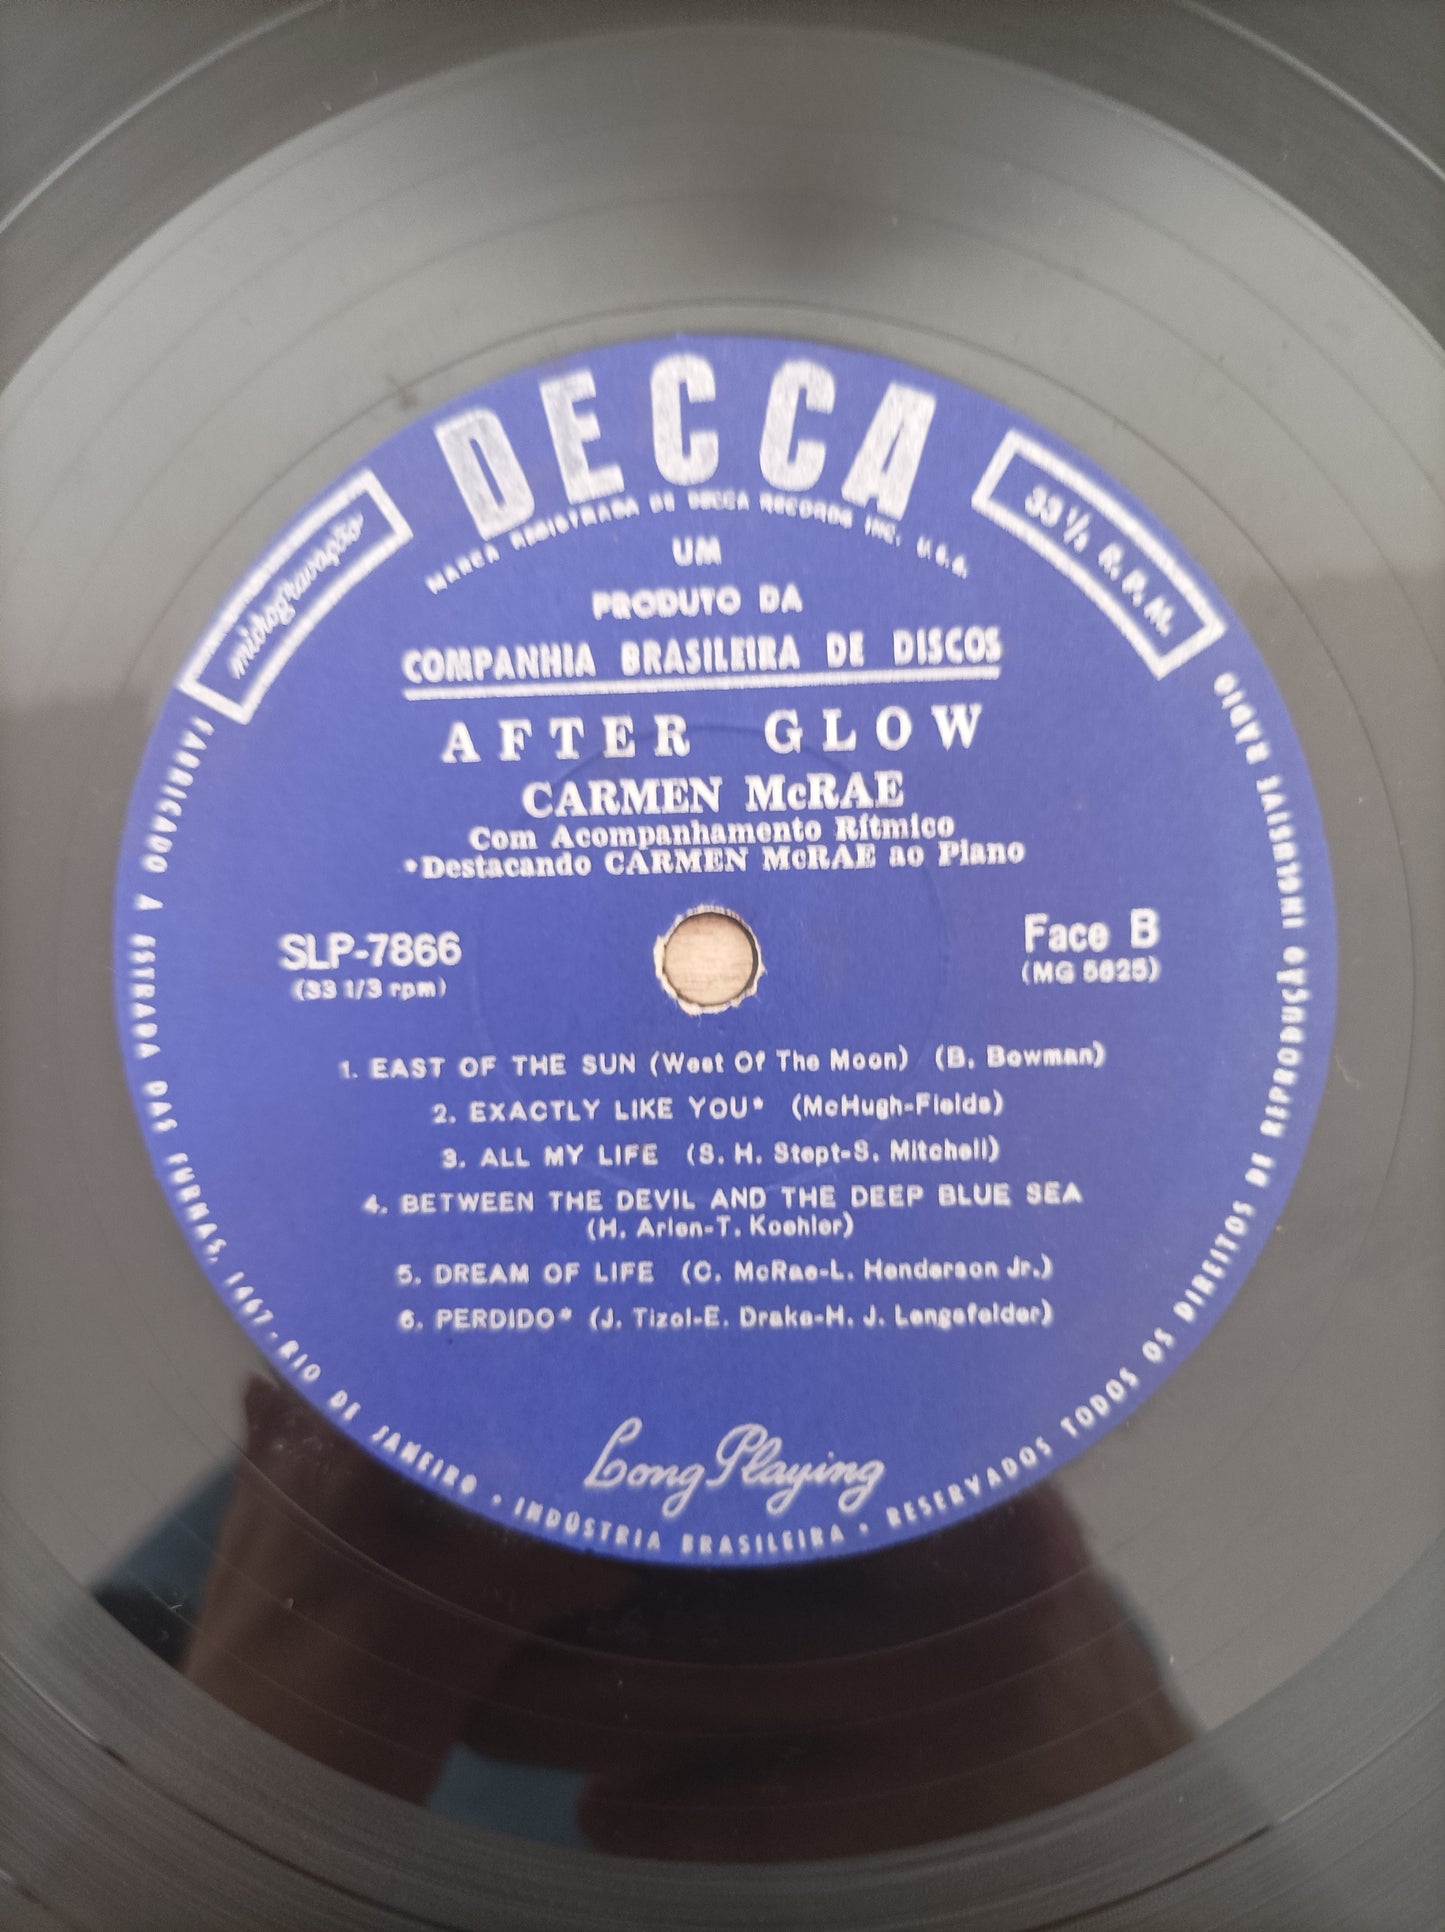 DECCA
MARCA REGISTRADA DE DECCA RECORDS INC. U.S.A.
microgravação
33 1/3 R.P.M.
UM
PRODUTO DA
COMPANHIA BRASILEIRA DE DISCOS
AFTER GLOW
CARMEN McRAE
Com Acompanhamento Rítmico
*Destacando CARMEN McRAE ao Piano
SLP-7866
(33 1/3 rpm)
Face B
(MG 5625)
1. EAST OF THE SUN (West Of The Moon) (B. Bowman)
2. EXACTLY LIKE YOU* (McHugh-Fields)
3. ALL MY LIFE (S. H. Stept-S. Mitchell)
4. BETWEEN THE DEVIL AND THE DEEP BLUE SEA
(H. Arlen-T. Koehler)
5. DREAM OF LIFE (C. McRae-L. Henderson Jr.)
6. PERDIDO* (J. Tizol-E. Drake-H. J. Lengsfelder)
Long Playing
FABRICADO A ESTRADA DAS FURNAS, 1467 - RIO DE JANEIRO • INDÚSTRIA BRASILEIRA • RESERVADOS TODOS OS DIREITOS DE REPRODUÇÃO INCLUSIVE RADIO